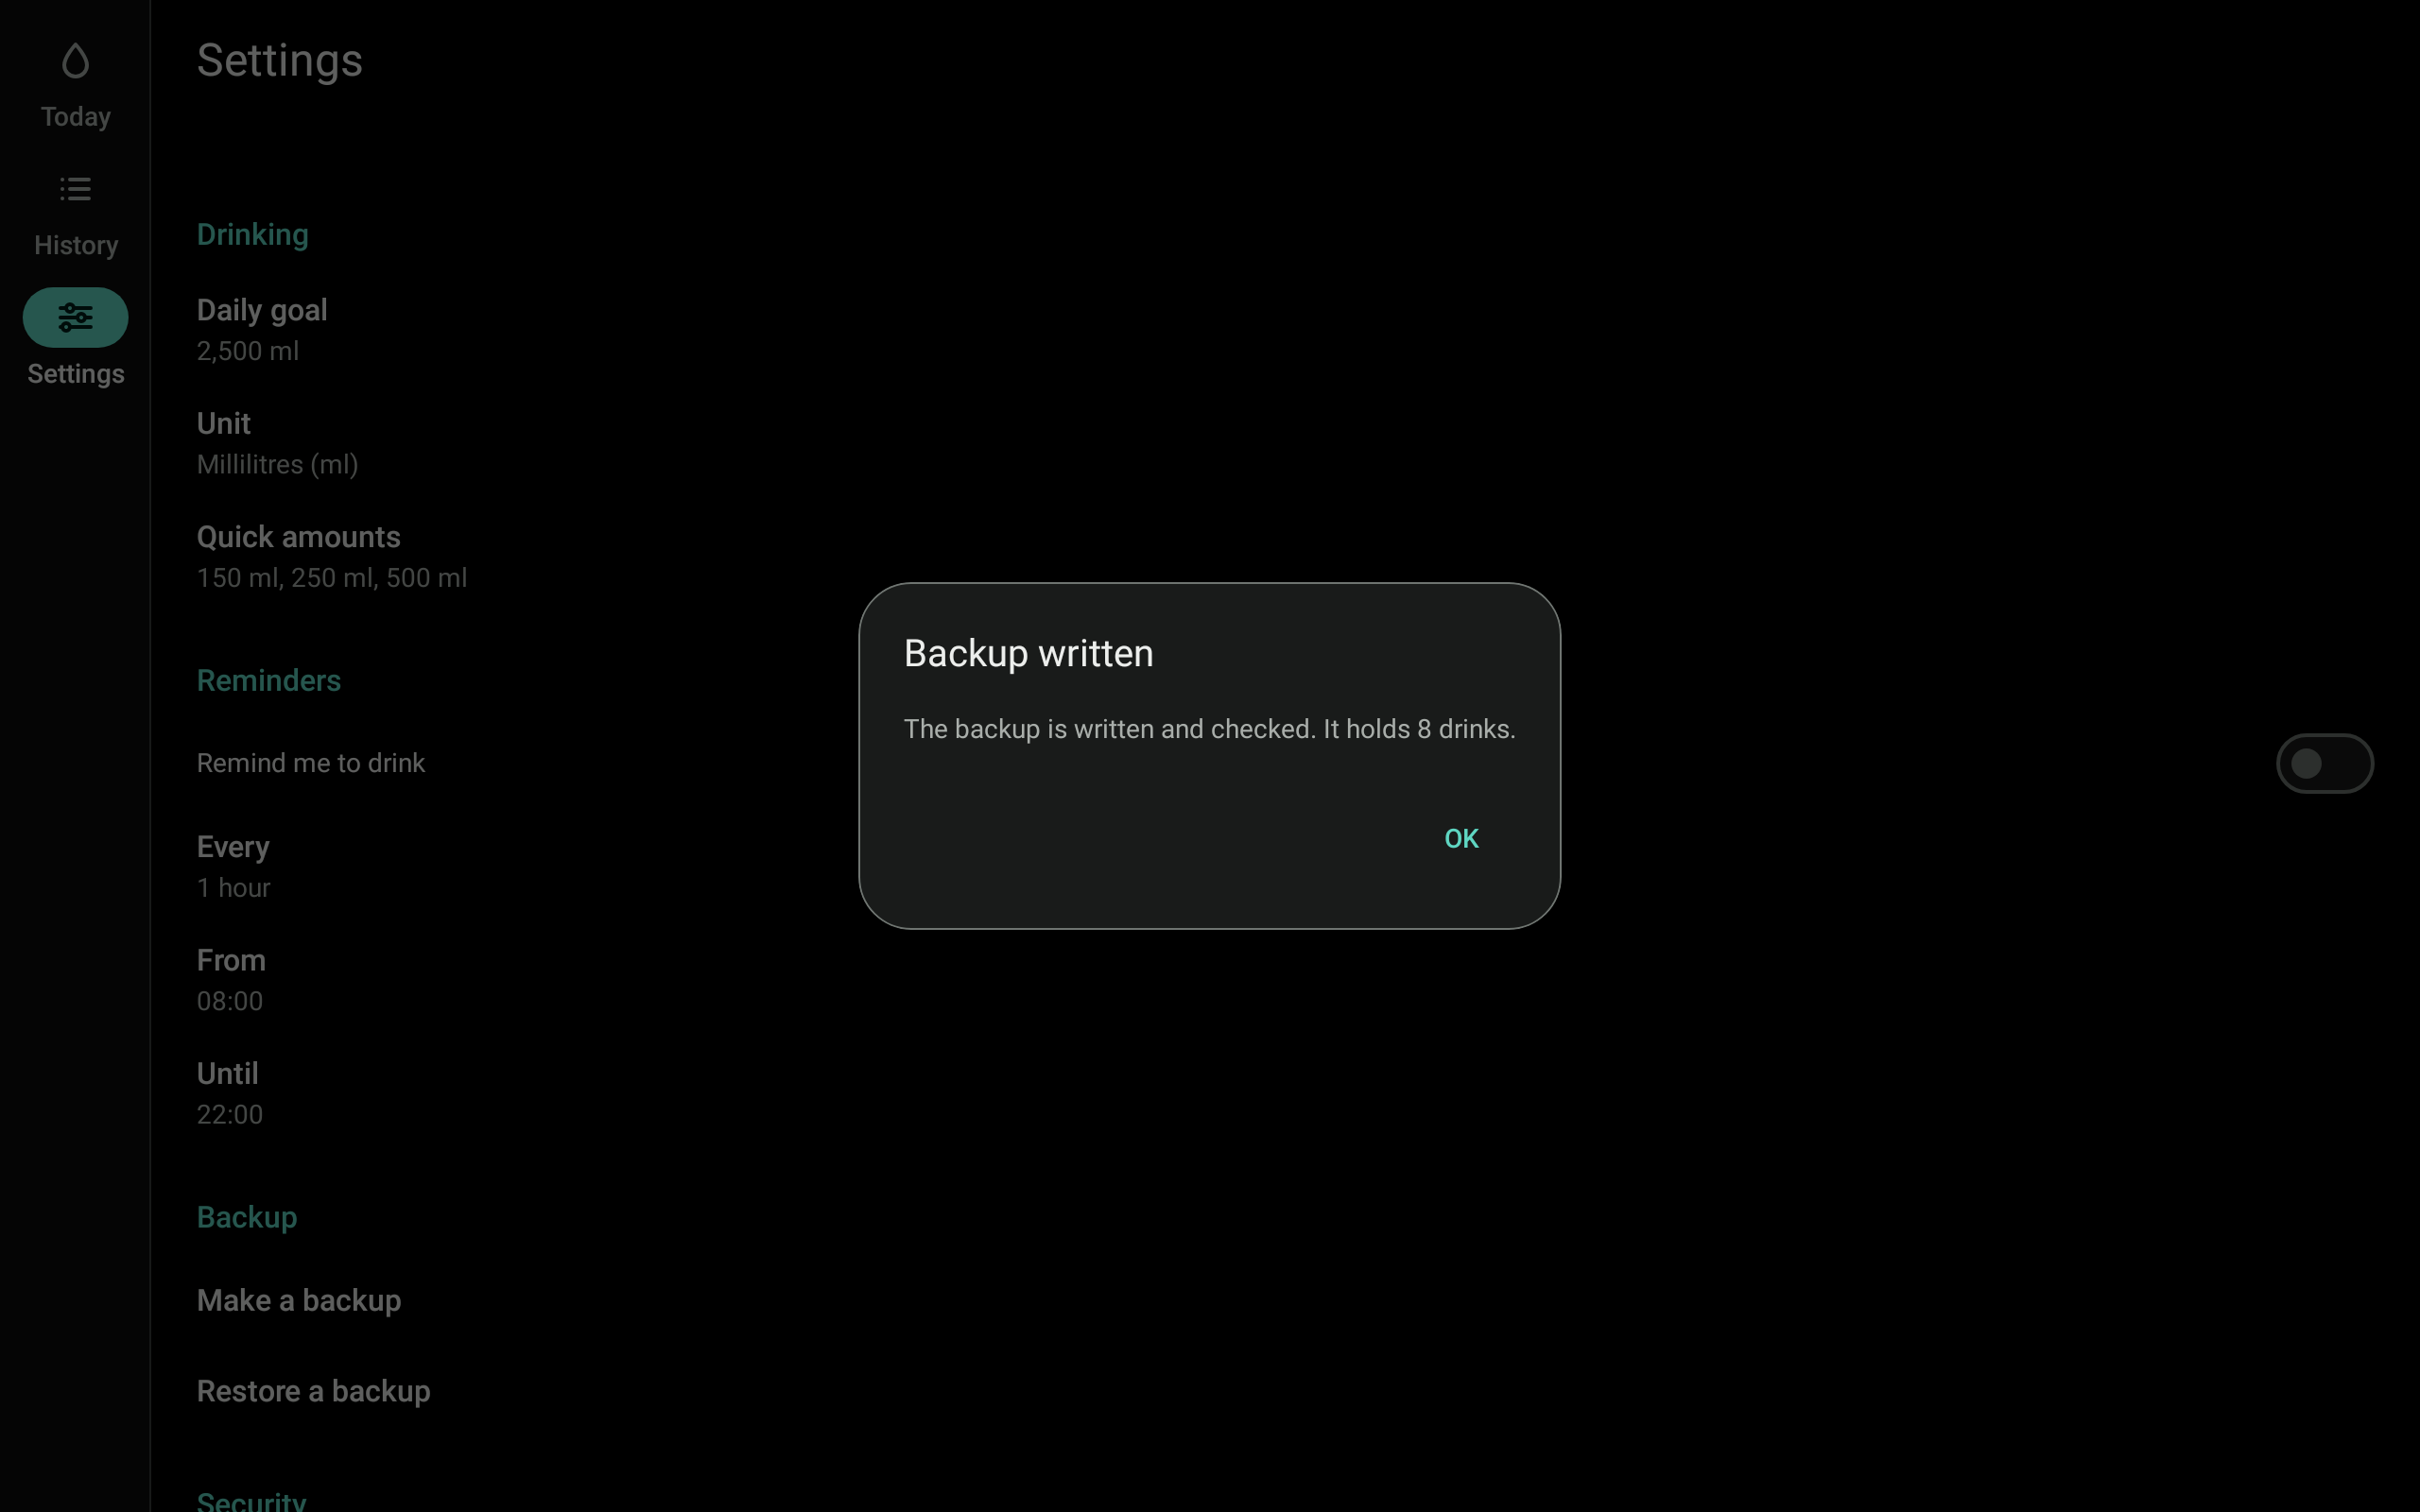 Today
History
Settings
Settings
Drinking
Daily goal
2,500 ml
Unit
Millilitres (ml)
Quick amounts
150 ml, 250 ml, 500 ml
Reminders
Remind me to drink
Every
1 hour
From
08:00
Until
22:00
Backup
Make a backup
Restore a backup
Security
Backup written
The backup is written and checked. It holds 8 drinks.
OK